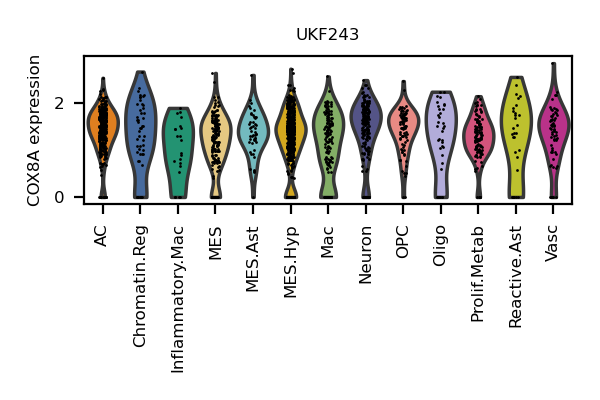 UKF243
COX8A expression
2
0
AC
Chromatin.Reg
Inflammatory.Mac
MES
MES.Ast
MES.Hyp
Mac
Neuron
OPC
Oligo
Prolif.Metab
Reactive.Ast
Vasc